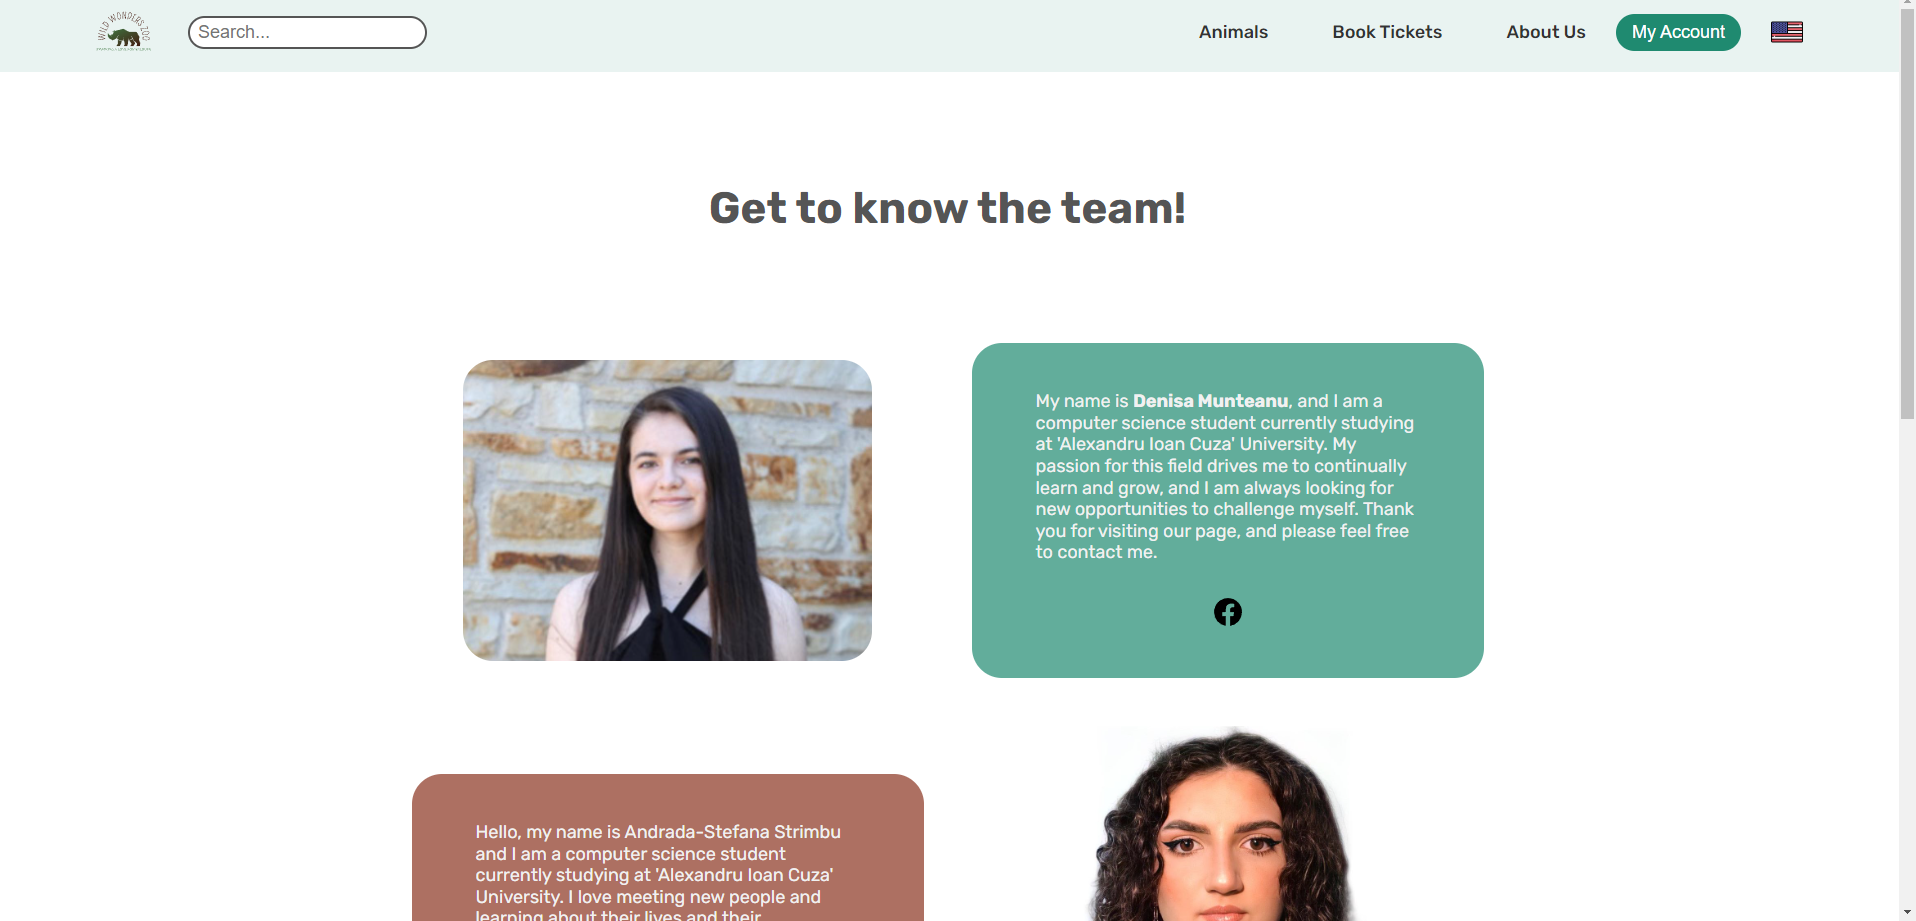 WILD WONDERS ZOO
Search...
Animals
Book Tickets
About Us
My Account
Get to know the team!
My name is Denisa Munteanu, and I am a
computer science student currently studying
at 'Alexandru Ioan Cuza' University. My
passion for this field drives me to continually
learn and grow, and I am always looking for
new opportunities to challenge myself. Thank
you for visiting our page, and please feel free
to contact me.
Hello, my name is Andrada-Stefana Strimbu
and I am a computer science student
currently studying at 'Alexandru Ioan Cuza'
University. I love meeting new people and
learning about their lives and their